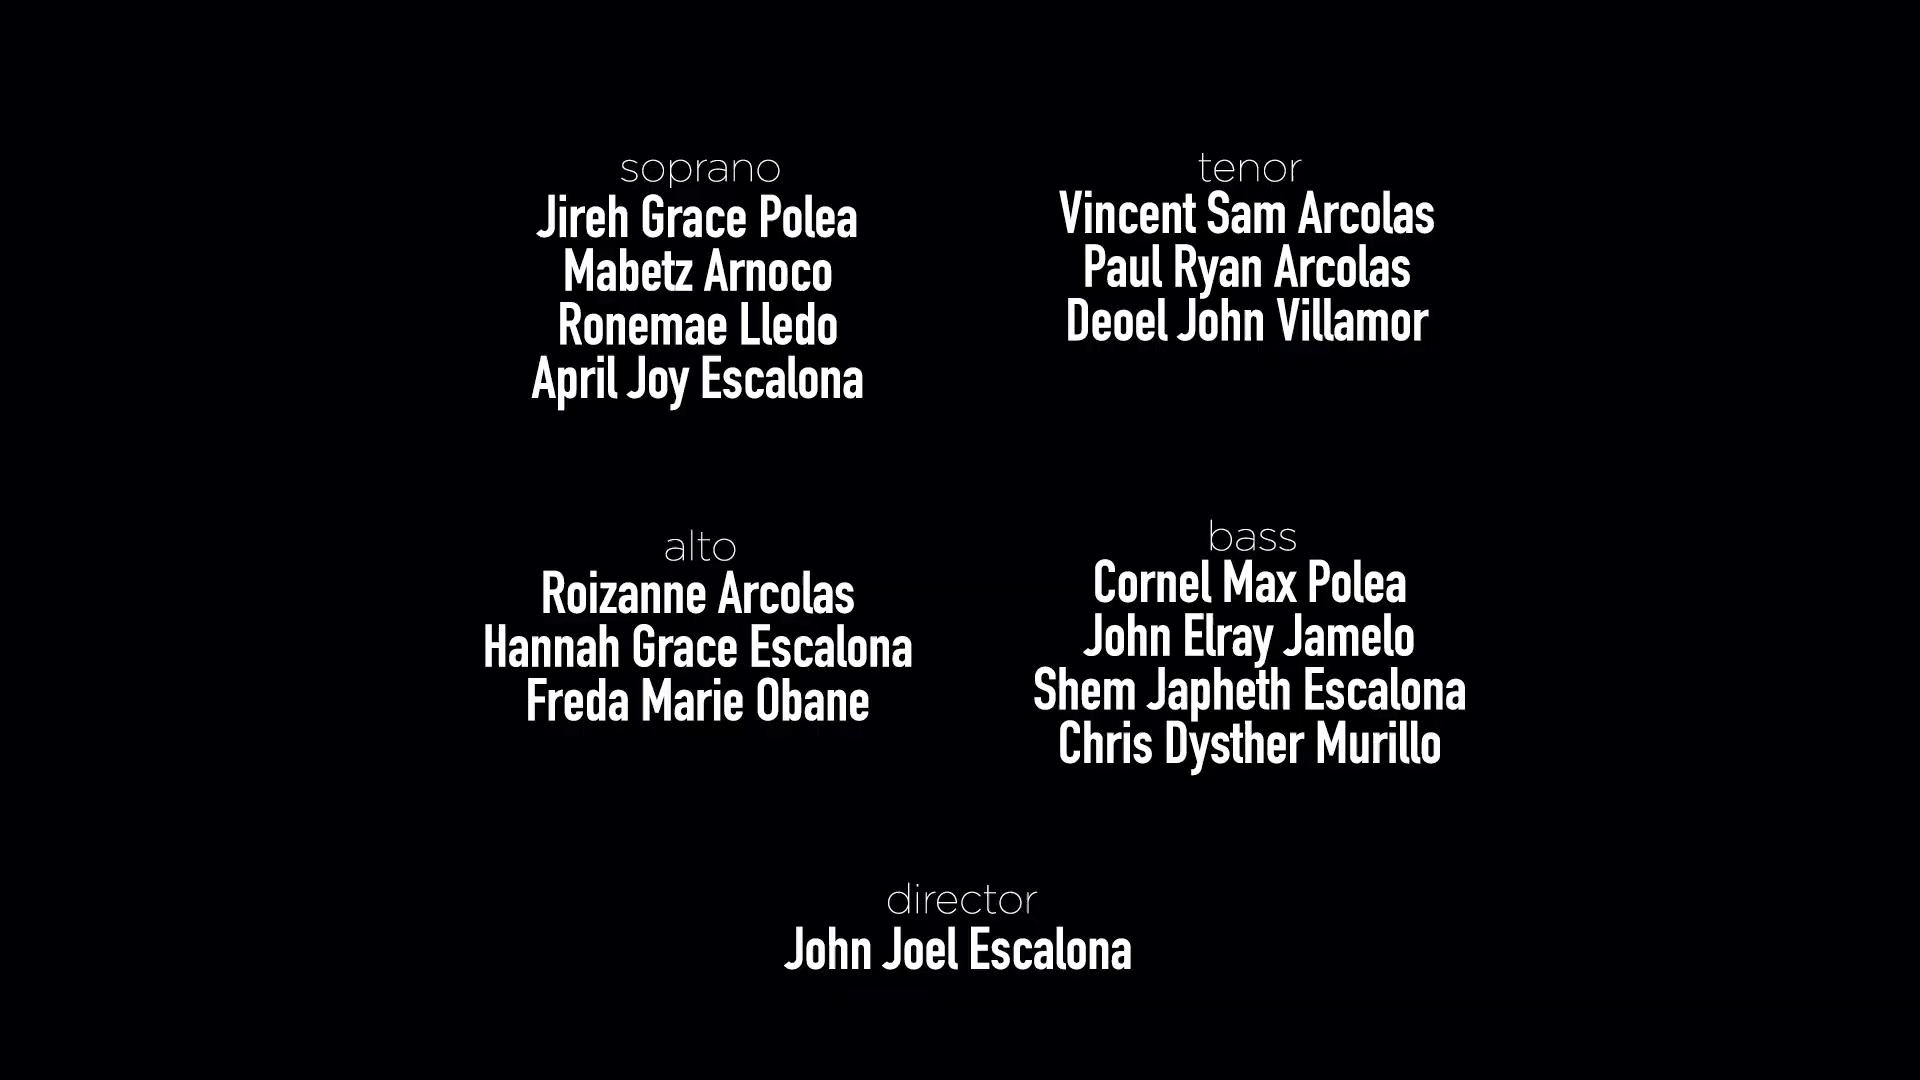 soprano
Jireh Grace Polea
Mabetz Arnoco
Ronemae Lledo
April Joy Escalona
tenor
Vincent Sam Arcolas
Paul Ryan Arcolas
Deoel John Villamor
alto
Roizanne Arcolas
Hannah Grace Escalona
Freda Marie Obane
bass
Cornel Max Polea
John Elray Jamelo
Shem Japheth Escalona
Chris Dysther Murillo
director
John Joel Escalona